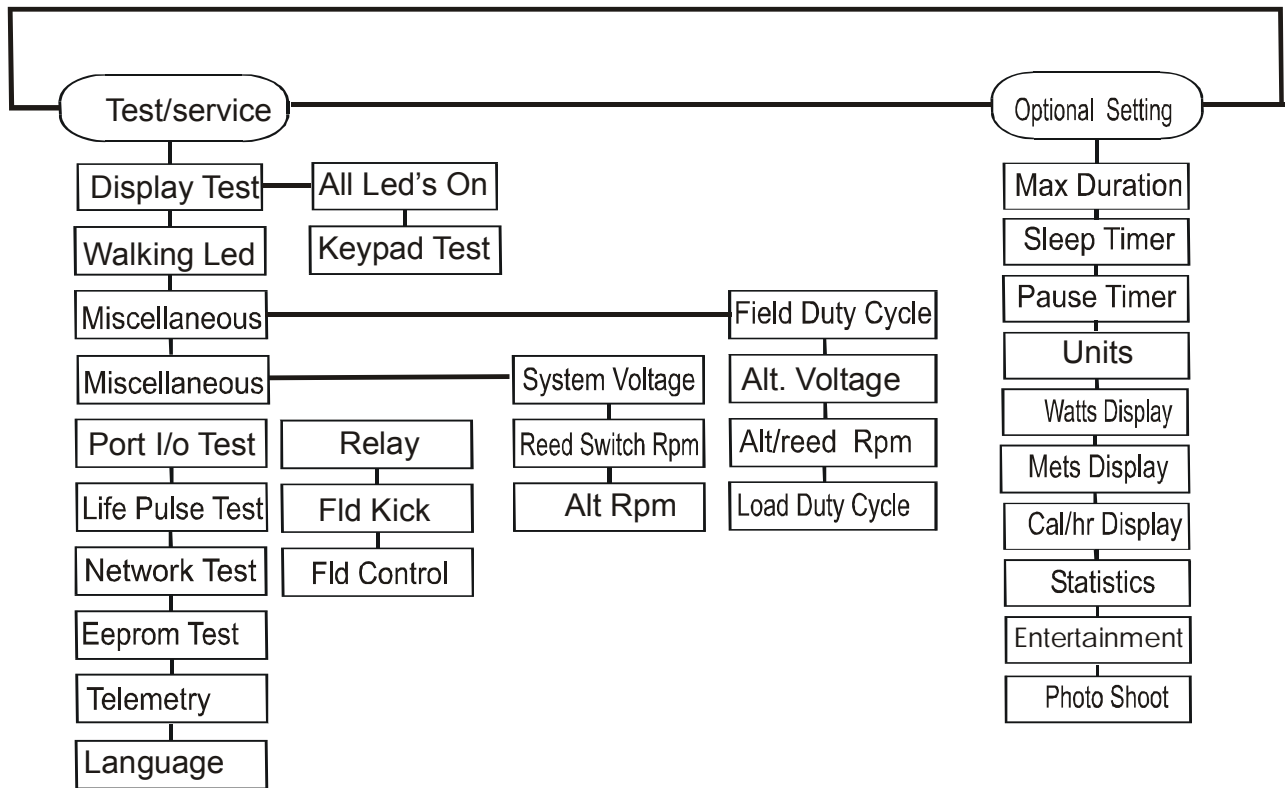 Test/service
Optional Setting
Display Test
All Led's On
Max Duration
Walking Led
Keypad Test
Sleep Timer
Miscellaneous
Field Duty Cycle
Pause Timer
Miscellaneous
System Voltage
Alt. Voltage
Units
Watts Display
Port I/o Test
Relay
Reed Switch Rpm
Alt/reed Rpm
Mets Display
Life Pulse Test
Fld Kick
Alt Rpm
Load Duty Cycle
Cal/hr Display
Network Test
Fld Control
Statistics
Eeprom Test
Entertainment
Telemetry
Photo Shoot
Language